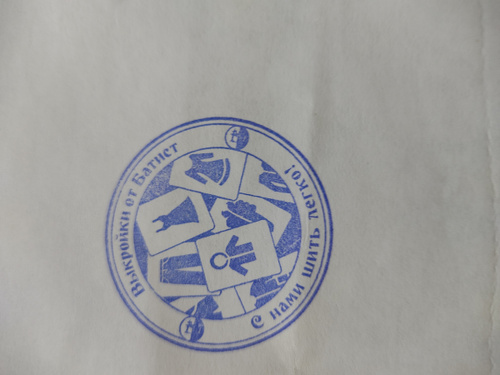 Выкройки от Батист
С нами шить легко!